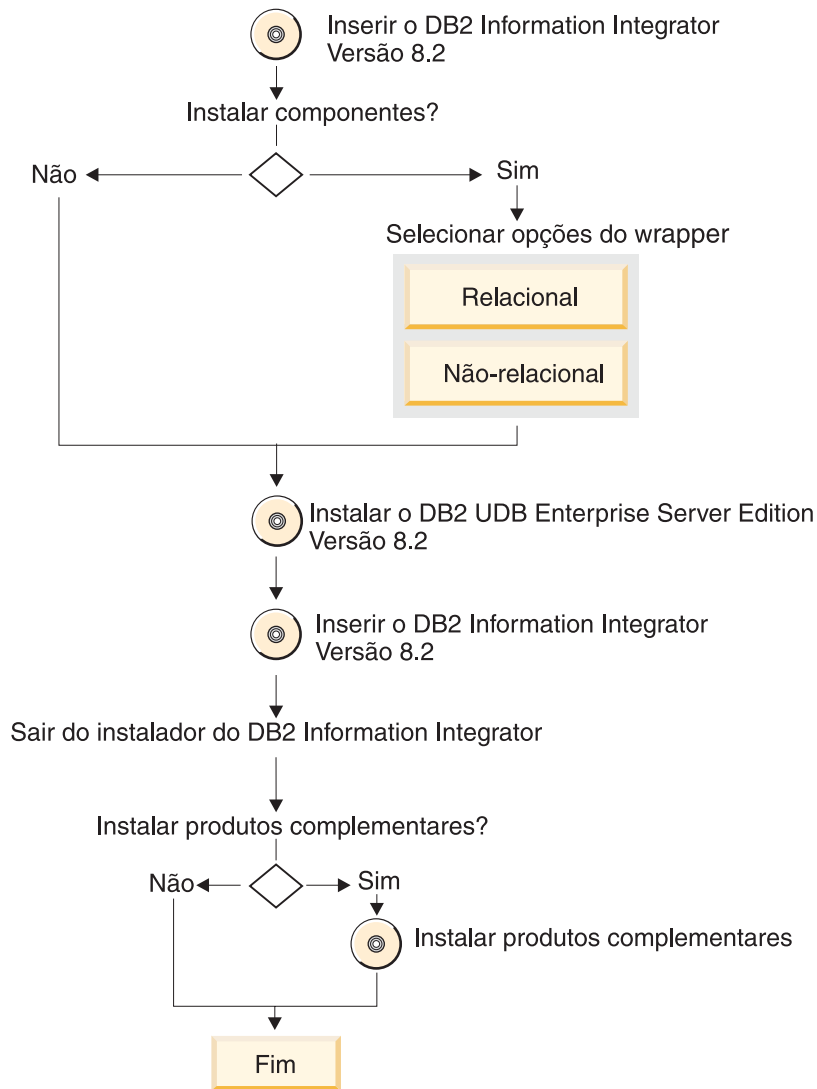 Inserir o DB2 Information Integrator
Versão 8.2
Instalar componentes?
Não
Sim
Selecionar opções do wrapper
Relacional
Não-relacional
Instalar o DB2 UDB Enterprise Server Edition
Versão 8.2
Inserir o DB2 Information Integrator
Versão 8.2
Sair do instalador do DB2 Information Integrator
Instalar produtos complementares?
Não
Sim
Instalar produtos complementares
Fim